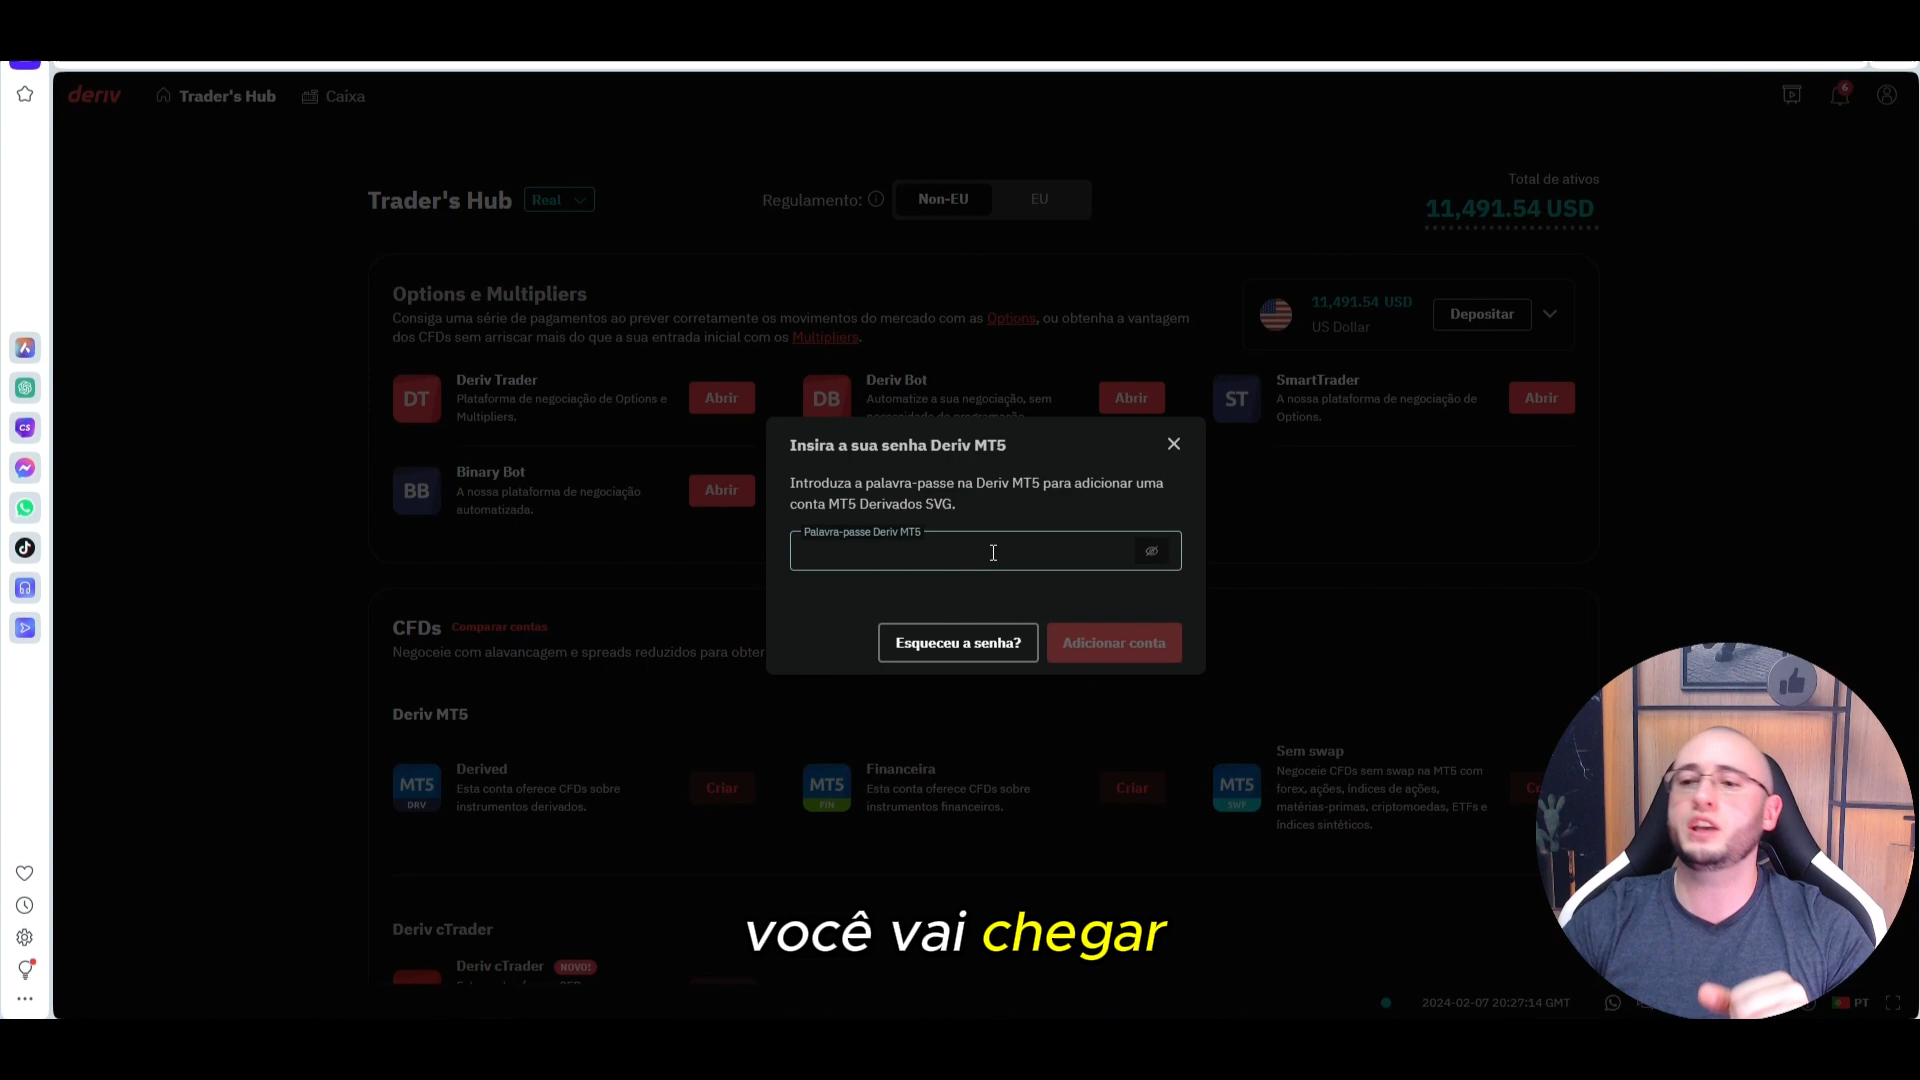 deriv
Trader's Hub
Caixa
6
Trader's Hub
Real
Regulamento:
Non-EU
EU
Total de ativos
11,491.54 USD
Options e Multipliers
Consiga uma série de pagamentos ao prever corretamente os movimentos do mercado com as Options, ou obtenha a vantagem
dos CFDs sem arriscar mais do que a sua entrada inicial com os Multipliers.
11,491.54 USD
US Dollar
Depositar
DT
Deriv Trader
Plataforma de negociação de Options e
Multipliers.
Abrir
DB
Deriv Bot
Automatize a sua negociação, sem
necessidade de programação.
Abrir
ST
SmartTrader
A nossa plataforma de negociação de
Options.
Abrir
BB
Binary Bot
A nossa plataforma de negociação
automatizada.
Abrir
Insira a sua senha Deriv MT5
Introduza a palavra-passe na Deriv MT5 para adicionar uma
conta MT5 Derivados SVG.
Palavra-passe Deriv MT5
Esqueceu a senha?
Adicionar conta
CFDs
Comparar contas
Negoceie com alavancagem e spreads reduzidos para obter
Deriv MT5
MT5
DRV
Derived
Esta conta oferece CFDs sobre
instrumentos derivados.
Criar
MT5
FIN
Financeira
Esta conta oferece CFDs sobre
instrumentos financeiros.
Criar
MT5
SWF
Sem swap
Negoceie CFDs sem swap na MT5 com
forex, ações, índices de ações,
matérias-primas, criptomoedas, ETFs e
índices sintéticos.
Deriv cTrader
Deriv cTrader
NOVO!
CS
você vai chegar
2024-02-07 20:27:14 GMT
PT